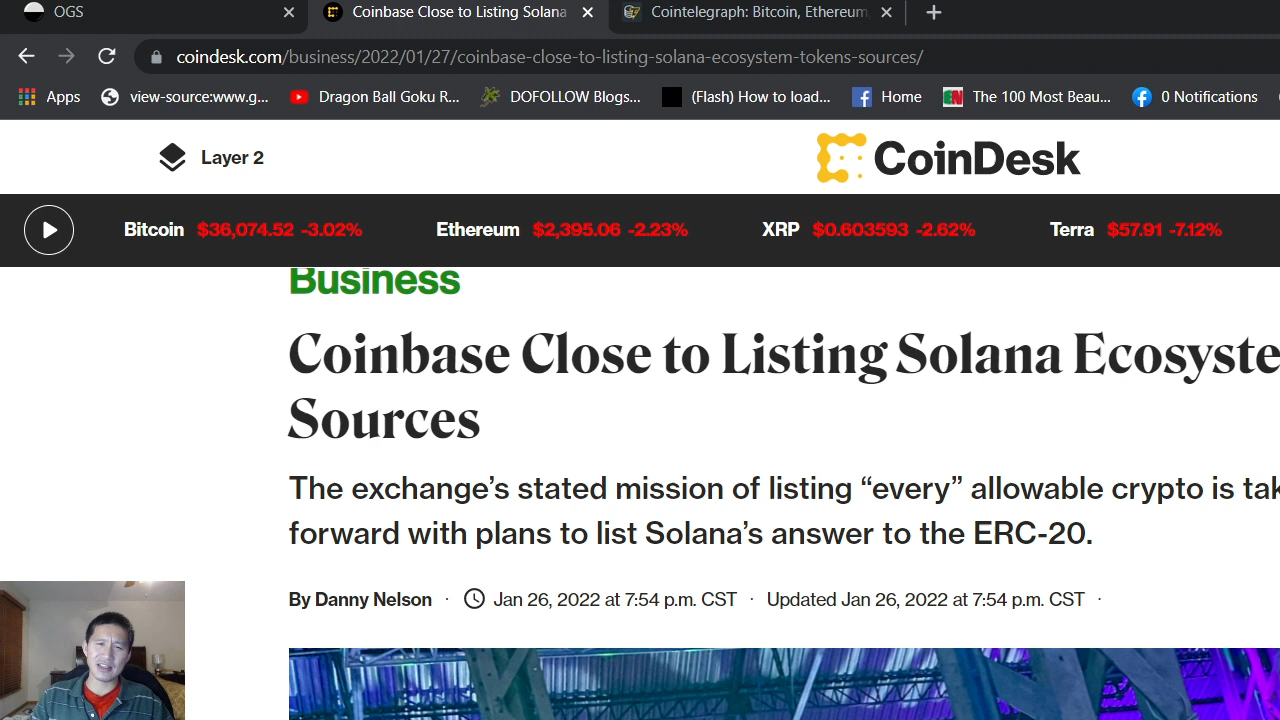 OGS
Coinbase Close to Listing Solana
Cointelegraph: Bitcoin, Ethereum,
coindesk.com/business/2022/01/27/coinbase-close-to-listing-solana-ecosystem-tokens-sources/
Apps view-source:www.g... Dragon Ball Goku R... DOFOLLOW Blogs... (Flash) How to load... Home The 100 Most Beau... 0 Notifications
Layer 2
CoinDesk
Bitcoin $36,074.52 -3.02% Ethereum $2,395.06 -2.23% XRP $0.603593 -2.62% Terra $57.91 -7.12%
Business
Coinbase Close to Listing Solana Ecosyste
Sources
The exchange’s stated mission of listing “every” allowable crypto is tak
forward with plans to list Solana’s answer to the ERC-20.
By Danny Nelson · Jan 26, 2022 at 7:54 p.m. CST · Updated Jan 26, 2022 at 7:54 p.m. CST ·